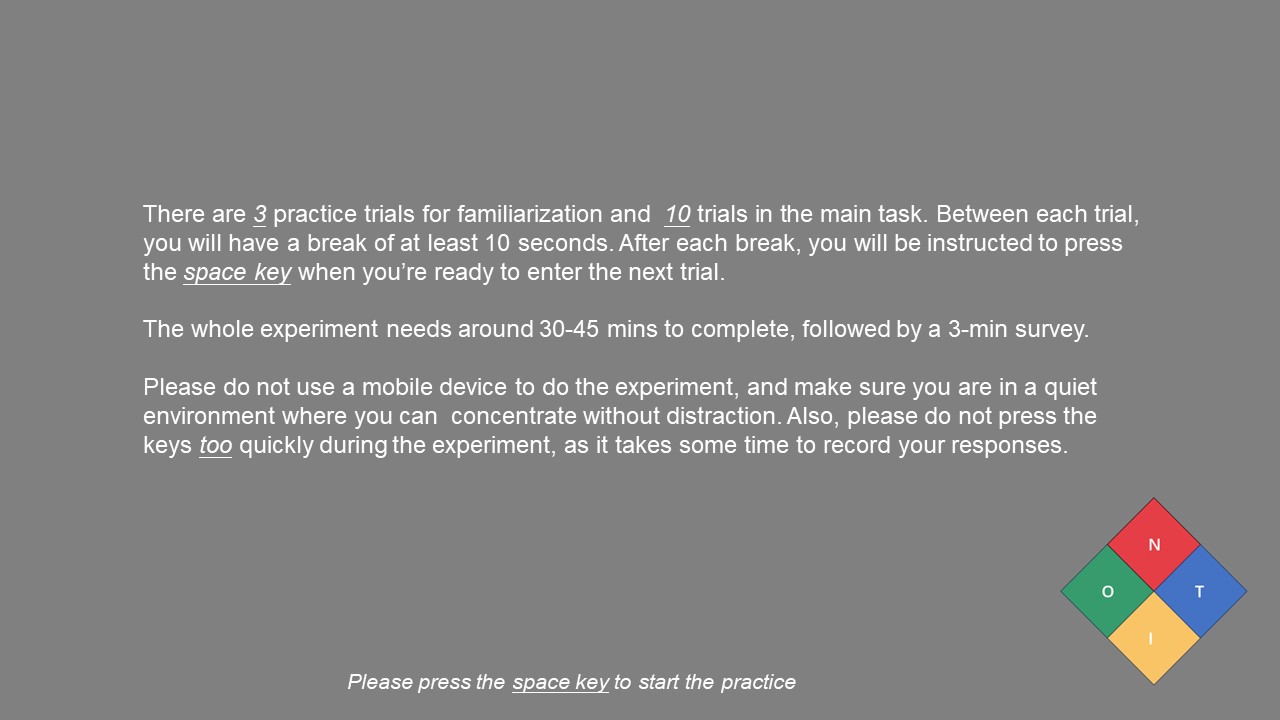 There are 3 practice trials for familiarization and 10 trials in the main task. Between each trial,
you will have a break of at least 10 seconds. After each break, you will be instructed to press
the space key when you’re ready to enter the next trial.
The whole experiment needs around 30-45 mins to complete, followed by a 3-min survey.
Please do not use a mobile device to do the experiment, and make sure you are in a quiet
environment where you can concentrate without distraction. Also, please do not press the
keys too quickly during the experiment, as it takes some time to record your responses.
N
O T
I
Please press the space key to start the practice